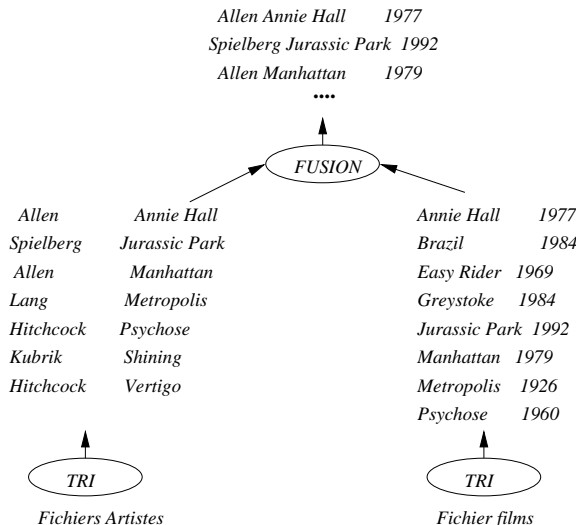 Allen Annie Hall 1977
Spielberg Jurassic Park 1992
Allen Manhattan 1979
....
FUSION
Allen Annie Hall
Spielberg Jurassic Park
Allen Manhattan
Lang Metropolis
Hitchcock Psychose
Kubrik Shining
Hitchcock Vertigo
TRI
Fichiers Artistes
Annie Hall 1977
Brazil 1984
Easy Rider 1969
Greystoke 1984
Jurassic Park 1992
Manhattan 1979
Metropolis 1926
Psychose 1960
TRI
Fichier films